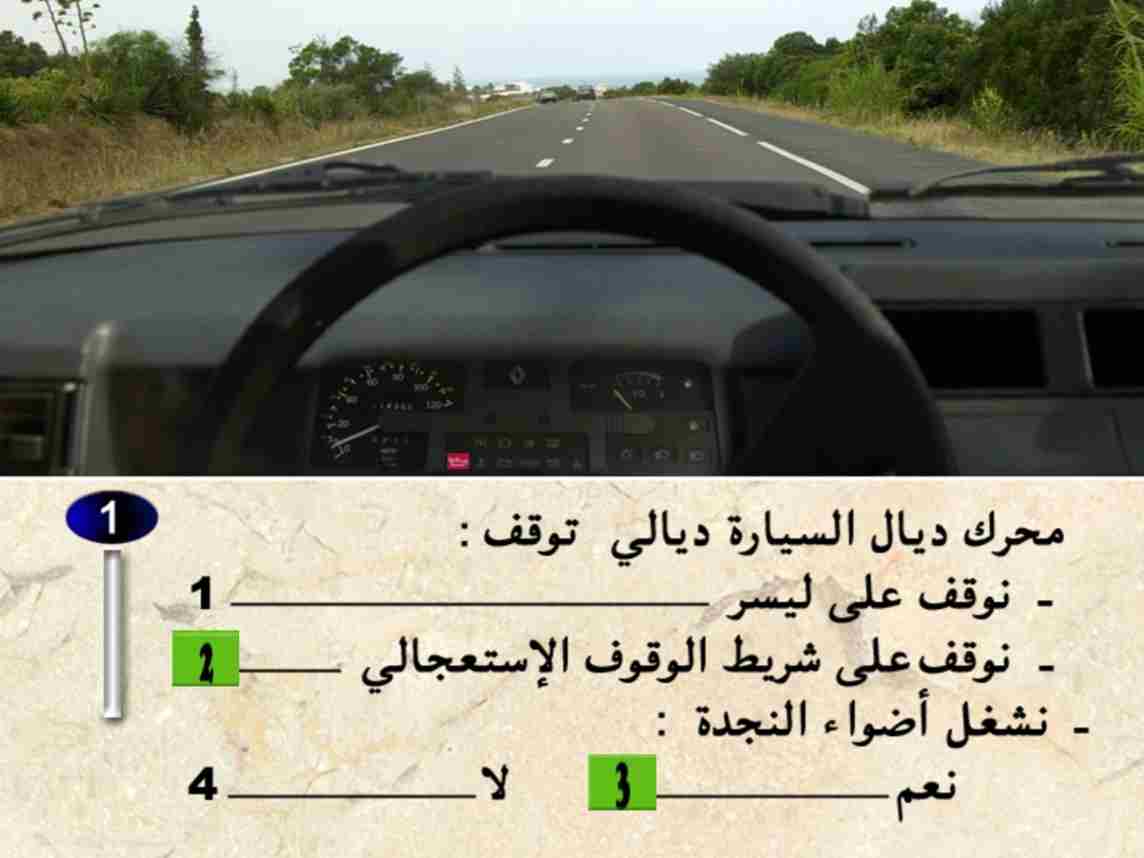 1
محرك ديال السيارة ديالي توقف :
- نوقف على ليسر 1
- نوقف على شريط الوقوف الإستعجالي 2
- نشغل أضواء النجدة :
نعم 3 لا 4